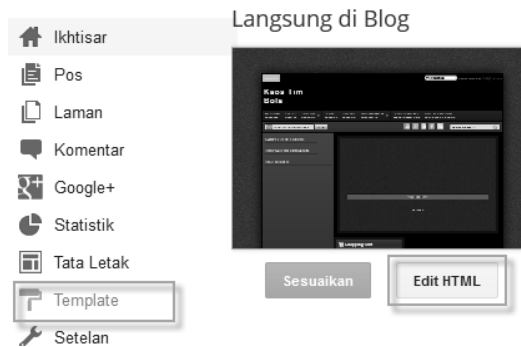 Langsung di Blog
Ikhtisar
Pos
Laman
Komentar
Google+
Statistik
Tata Letak
Template
Setelan
Kaos Tim
Bola
Sesuaikan
Edit HTML